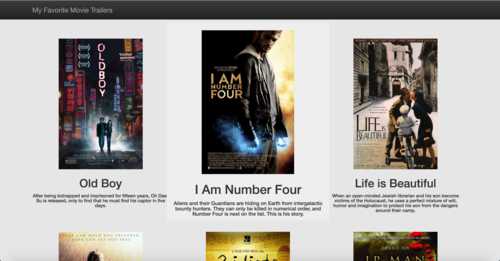 My Favorite Movie Trailers
OLDBOY
I AM
NUMBER
FOUR
LIFE is
BEAUTIFUL
Old Boy
I Am Number Four
Life is Beautiful
After being kidnapped and imprisoned for fifteen years, Oh Dae-
Su is released, only to find that he must find his captor in five
days.
Aliens and their Guardians are hiding on Earth from intergalactic
bounty hunters. They can only be killed in numerical order, and
Number Four is next on the list. This is his story.
When an open-minded Jewish librarian and his son become
victims of the Holocaust, he uses a perfect mixture of will,
humor and imagination to protect his son from the dangers
around their camp.
3 idiots
IP MAN